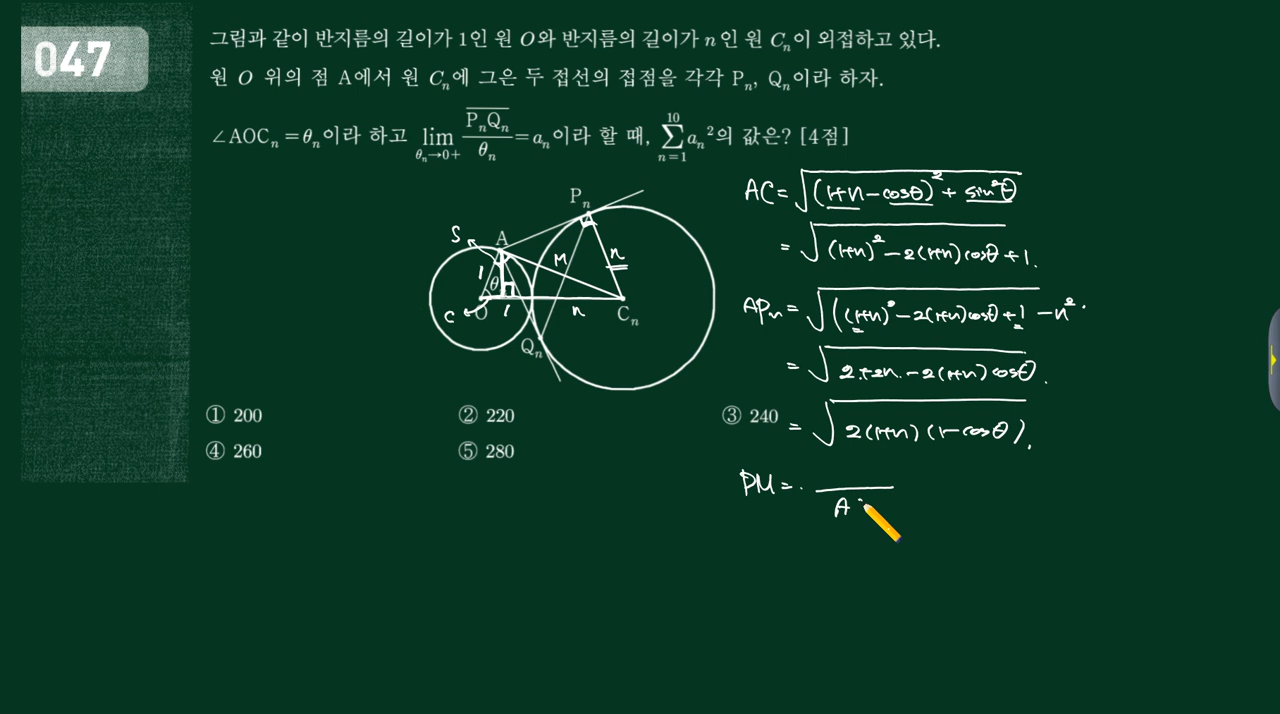 047
그림과 같이 반지름의 길이가 1인 원 O와 반지름의 길이가 n인 원 Cₙ이 외접하고 있다.
원 O 위의 점 A에서 원 Cₙ에 그은 두 접선의 접점을 각각 Pₙ, Qₙ이라 하자.
∠AOCₙ=θₙ이라 하고 lim_{θₙ→0+} \overline{PₙQₙ}/θₙ=aₙ이라 할 때, ∑_{n=1}^{10} aₙ²의 값은? [4점]
Pₙ
S A M n
1 θ
C O 1 n Cₙ
Qₙ
① 200 ② 220 ③ 240
④ 260 ⑤ 280
AC=√((1+n-cosθ)²+sin²θ)
=√((1+n)²-2(1+n)cosθ+1.
APₙ=√((1+n)²-2(1+n)cosθ+1-n².
=√(2+2n-2(1+n)cosθ.
=√(2(1+n)(1-cosθ).
PM=.
A